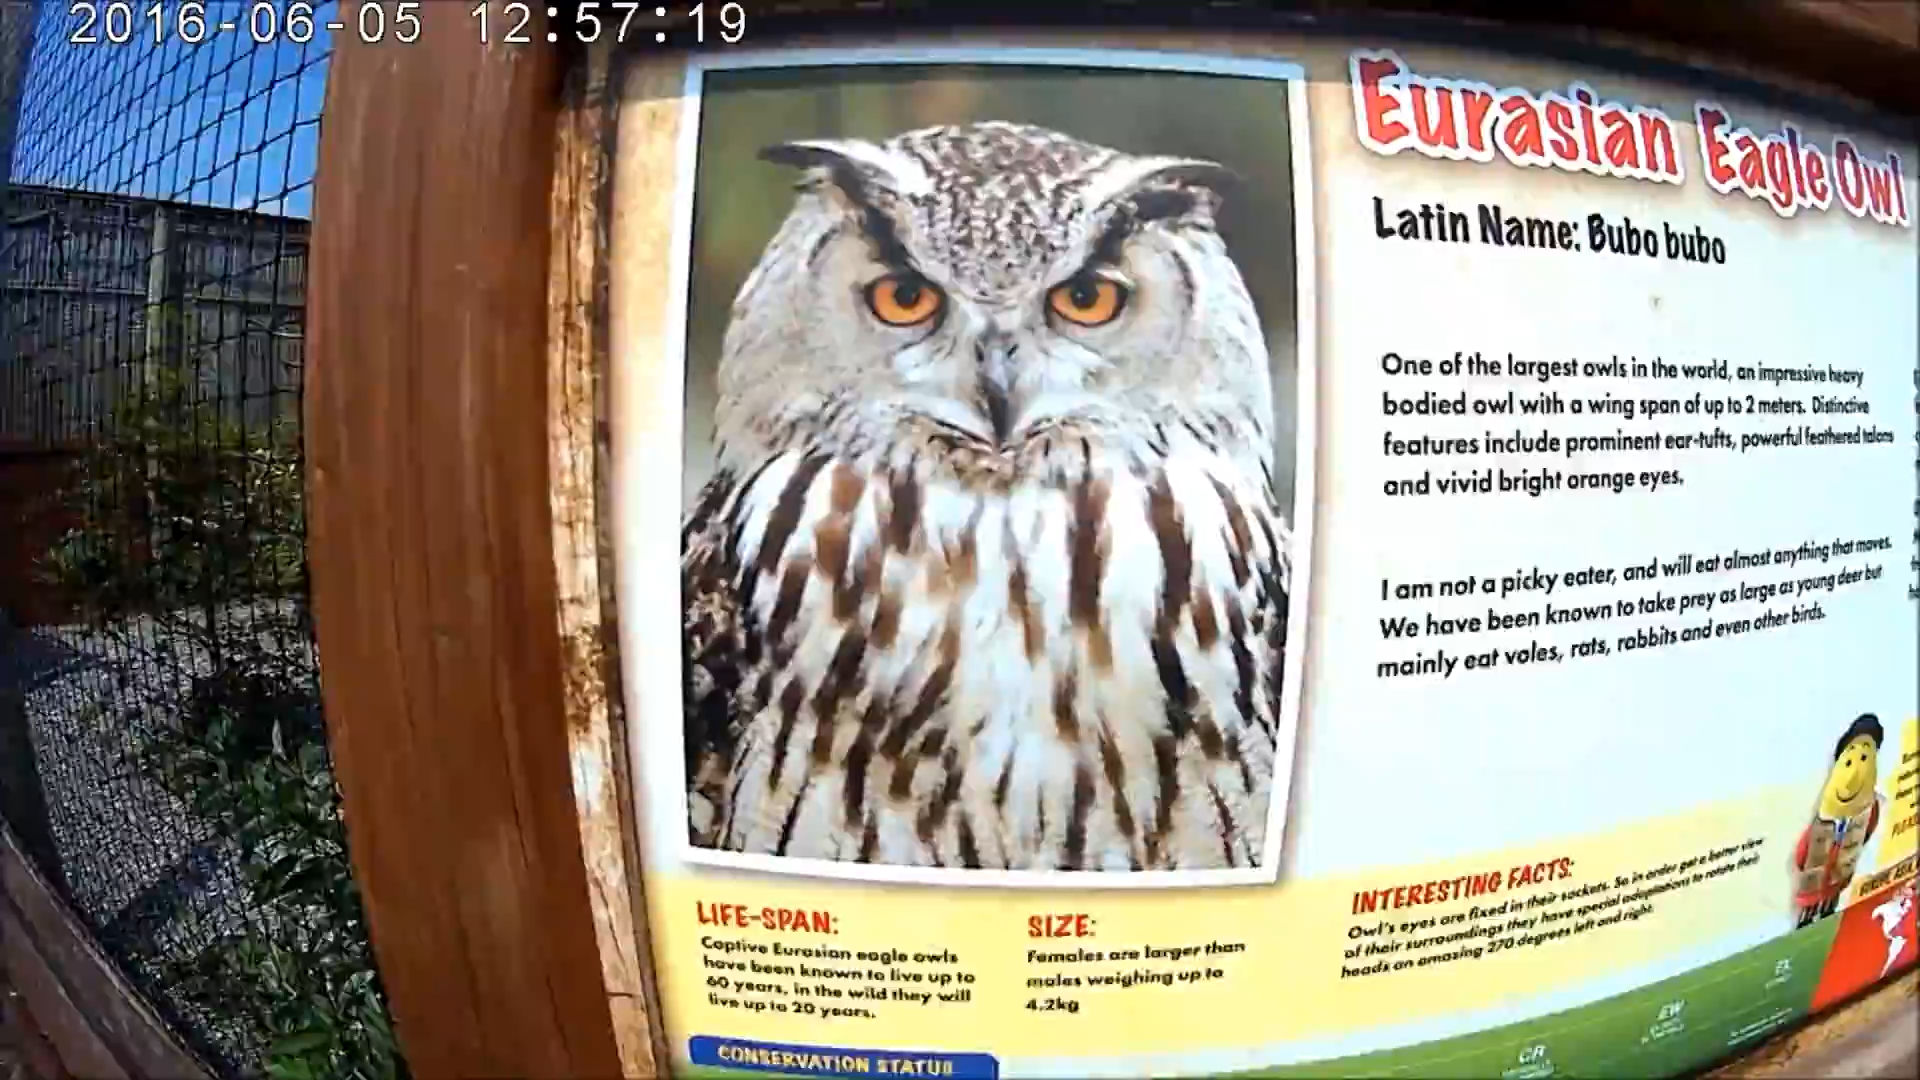 2016-06-05 12:57:19
Eurasian Eagle Owl
Latin Name: Bubo bubo
One of the largest owls in the world, an impressive heavy
bodied owl with a wing span of up to 2 meters. Distinctive
features include prominent ear-tufts, powerful feathered talons
and vivid bright orange eyes.
I am not a picky eater, and will eat almost anything that moves.
We have been known to take prey as large as young deer but
mainly eat voles, rats, rabbits and even other birds.
LIFE-SPAN:
Captive Eurasian eagle owls
have been known to live up to
60 years, in the wild they will
live up to 20 years.
SIZE:
Females are larger than
males weighing up to
4.2kg
INTERESTING FACTS:
Owl's eyes are fixed in their sockets. So in order get a better view
of their surroundings they have special adaptations to rotate their
heads an amazing 270 degrees left and right.
CONSERVATION STATUS
CR
EW
EX